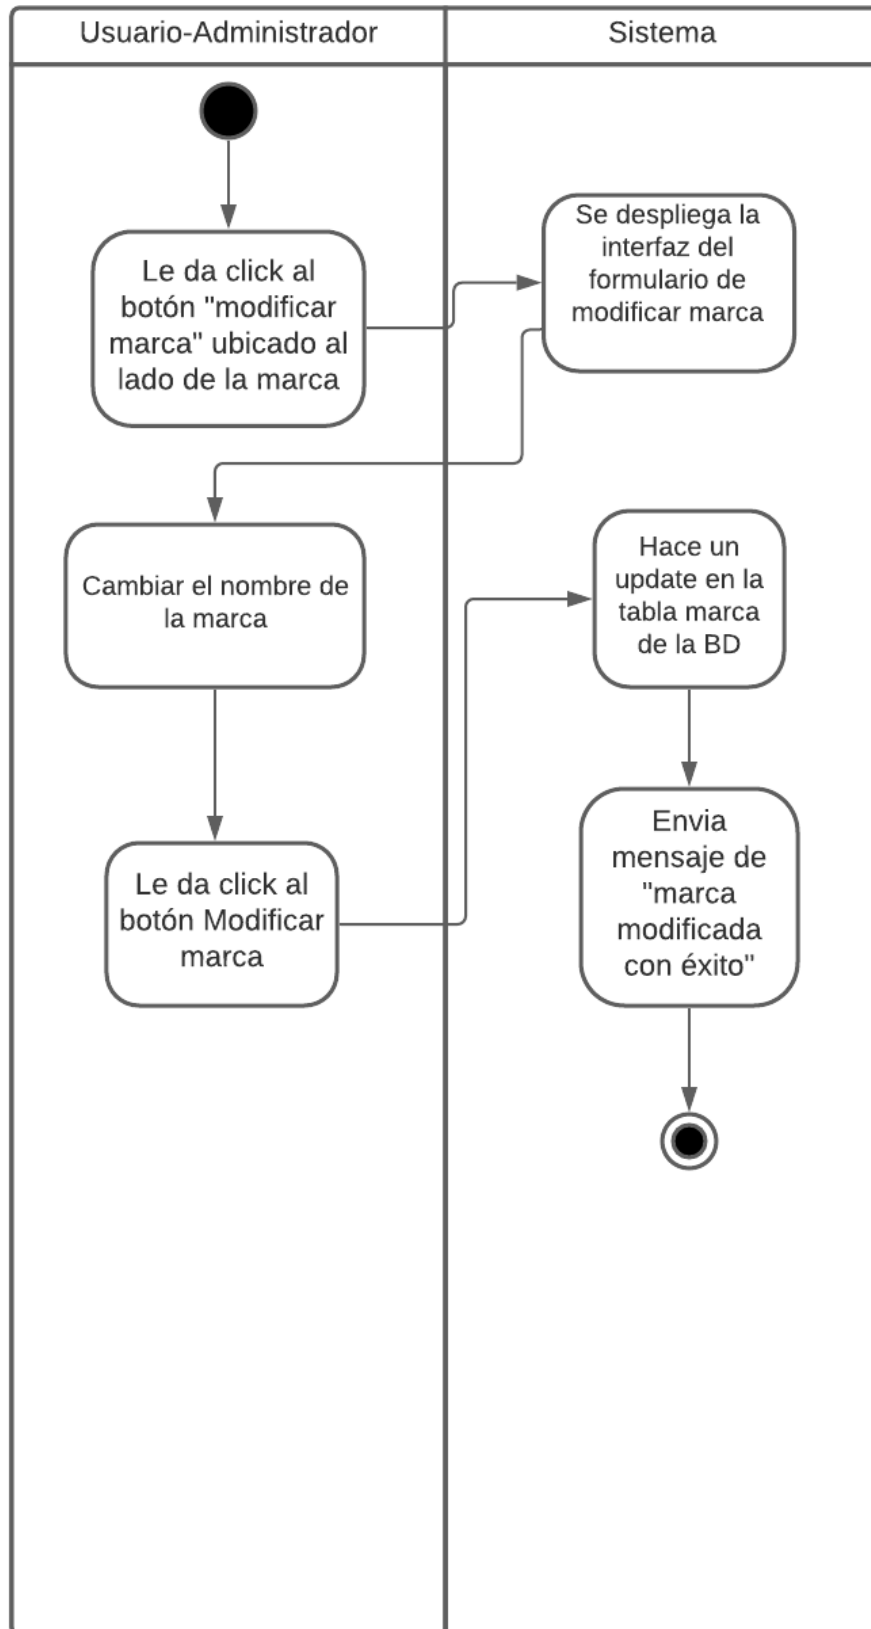 Usuario-Administrador
Sistema
Le da click al
botón "modificar
marca" ubicado al
lado de la marca
Se despliega la
interfaz del
formulario de
modificar marca
Cambiar el nombre de
la marca
Le da click al
botón Modificar
marca
Hace un
update en la
tabla marca
de la BD
Envia
mensaje de
"marca
modificada
con éxito"